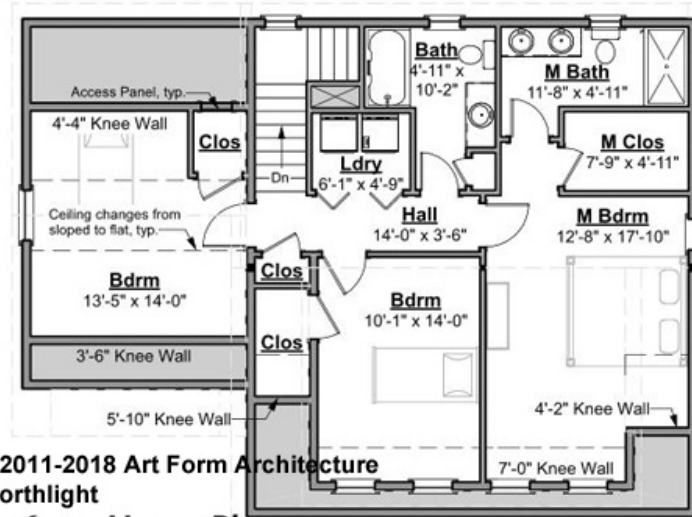 Bath
4'-11" x
10'-2"
M Bath
11'-8" x 4'-11"
Access Panel, typ.
4'-4" Knee Wall
Clos
Ldry
6'-1" x 4'-9"
M Clos
7'-9" x 4'-11"
Dn
Ceiling changes from
sloped to flat, typ.
Hall
14'-0" x 3'-6"
M Bdrm
12'-8" x 17'-10"
Bdrm
13'-5" x 14'-0"
Clos
Clos
Bdrm
10'-1" x 14'-0"
3'-6" Knee Wall
5'-10" Knee Wall
4'-2" Knee Wall
7'-0" Knee Wall
2011-2018 Art Form Architecture
orthlight